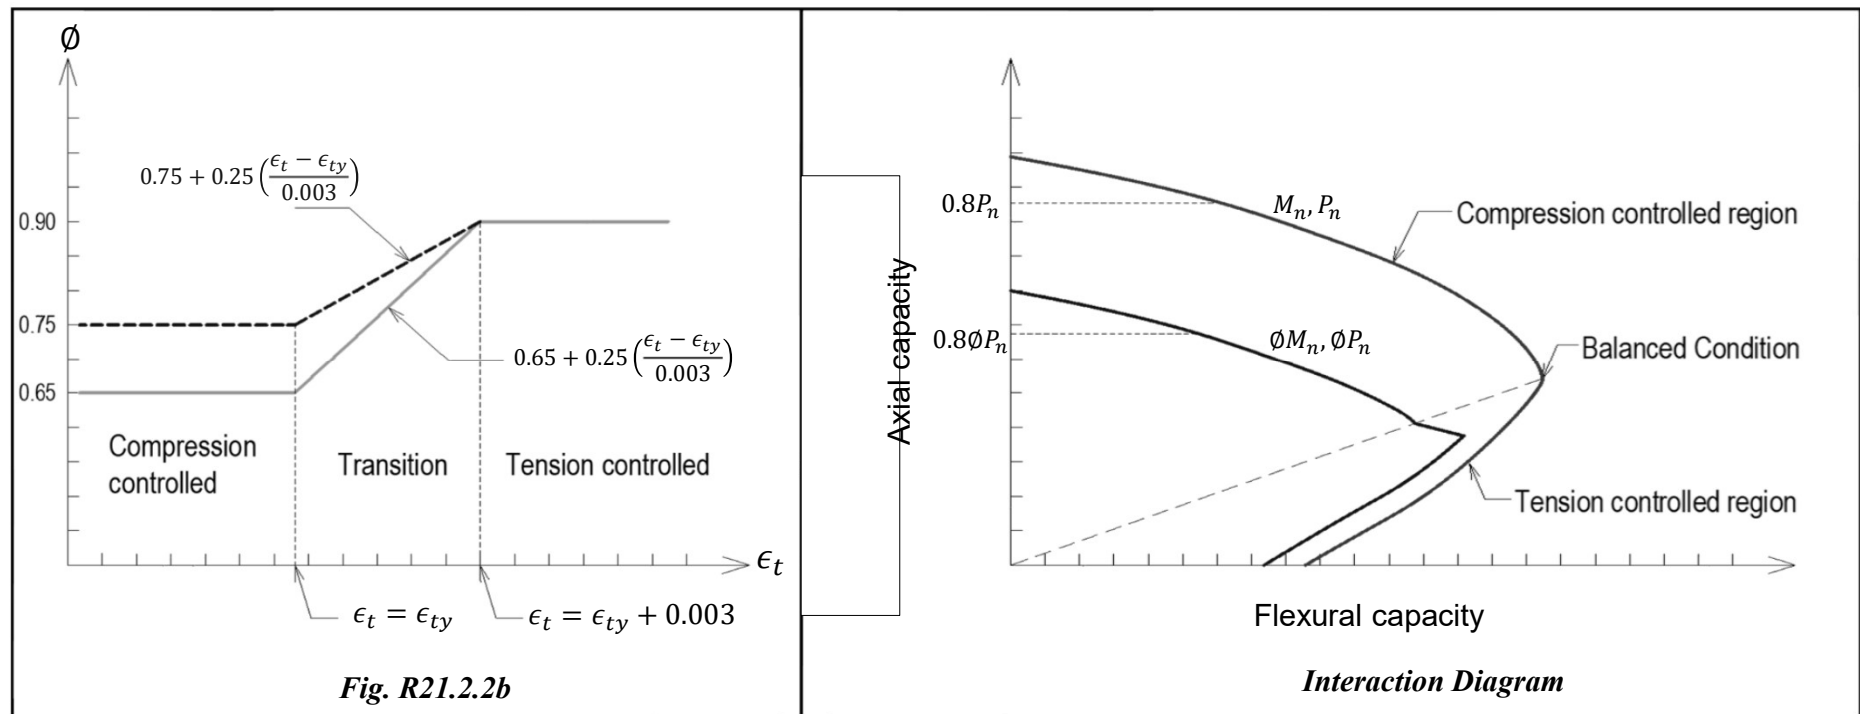 Ø
0.75 + 0.25 (ϵt − ϵty / 0.003)
0.90
0.75
0.65
0.65 + 0.25 (ϵt − ϵty / 0.003)
Compression
controlled
Transition
Tension controlled
ϵt
ϵt = ϵty
ϵt = ϵty + 0.003
Fig. R21.2.2b
Axial capacity
0.8Pn
Mn, Pn
Compression controlled region
0.8ØPn
ØMn, ØPn
Balanced Condition
Tension controlled region
Flexural capacity
Interaction Diagram